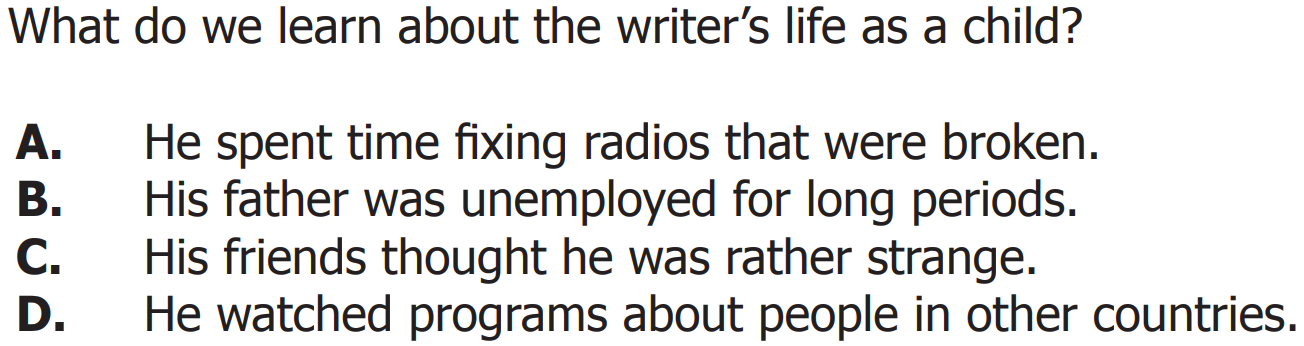 What do we learn about the writer’s life as a child?
A. He spent time fixing radios that were broken.
B. His father was unemployed for long periods.
C. His friends thought he was rather strange.
D. He watched programs about people in other countries.